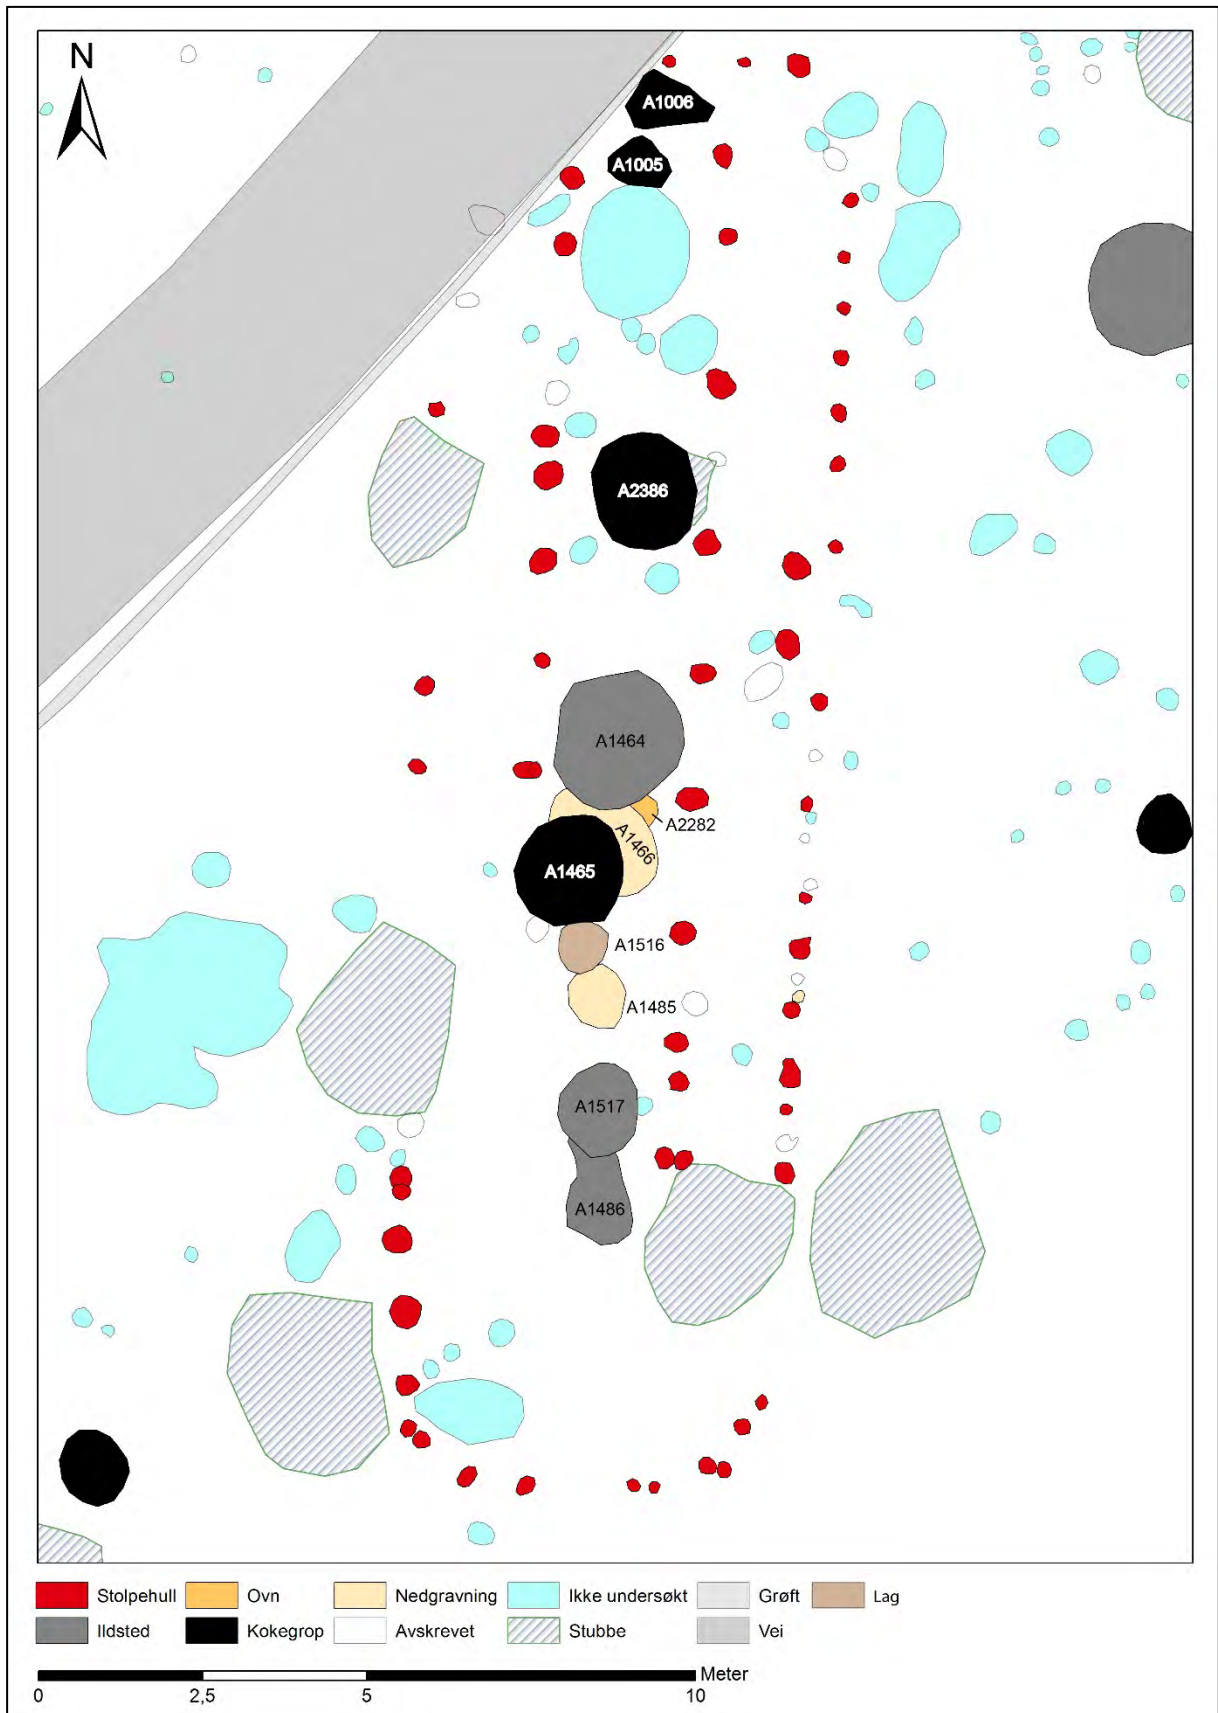 N
A1006
A1005
A2386
A1464
A2282
A1466
A1465
A1516
A1485
A1517
A1486
Stolpehull Ovn Nedgravning Ikke undersøkt Grøft Lag
Ildsted Kokegrop Avskrevet Stubbe Vei
Meter
0 2,5 5 10